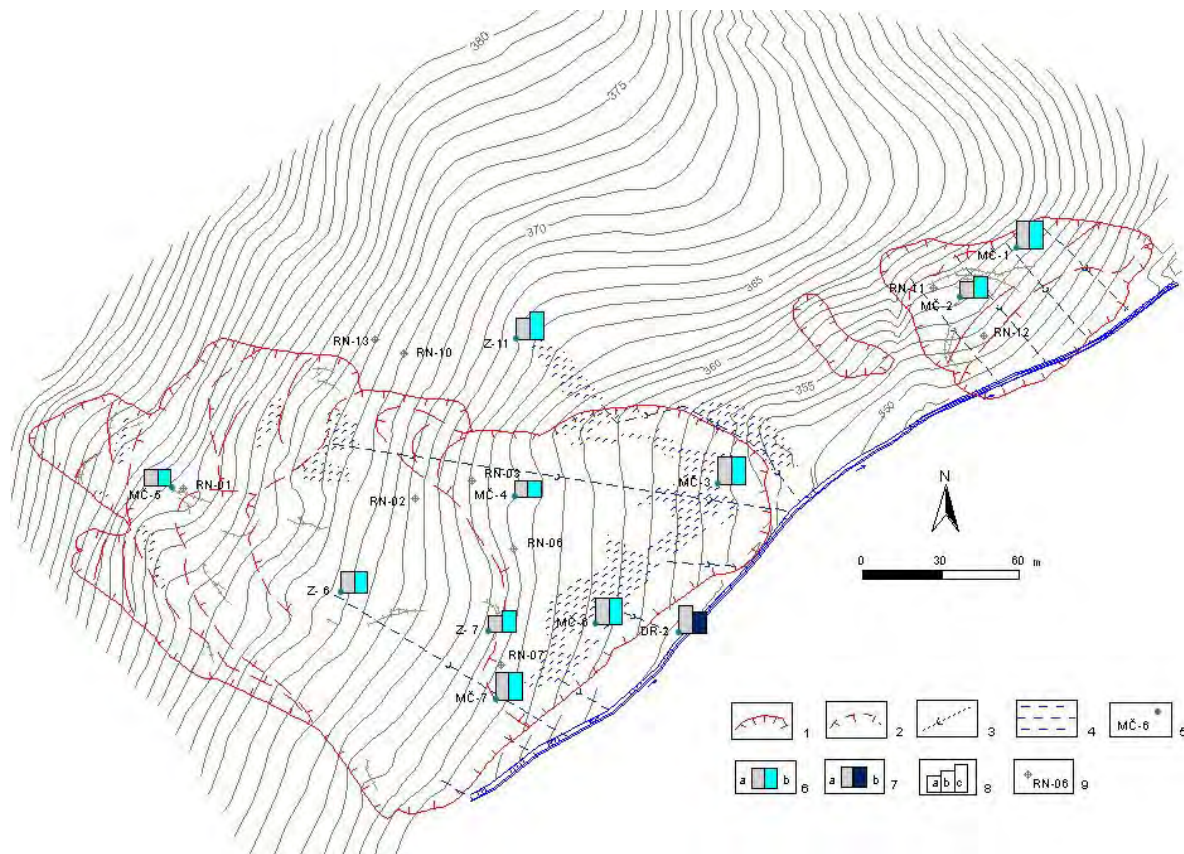 380
375
370
365
360
355
350
MČ-1
RN-11
MČ-2
RN-12
Z-11
RN-13
RN-10
MČ-5
RN-01
RN-03
RN-02
MČ-4
MČ-3
RN-06
Z-6
Z-7
MČ-6
DR-2
RN-07
MČ-7
N
0 30 60 m
1
2
3
4
MČ-6 5
a b 6
a b 7
a b c 8
RN-06 9